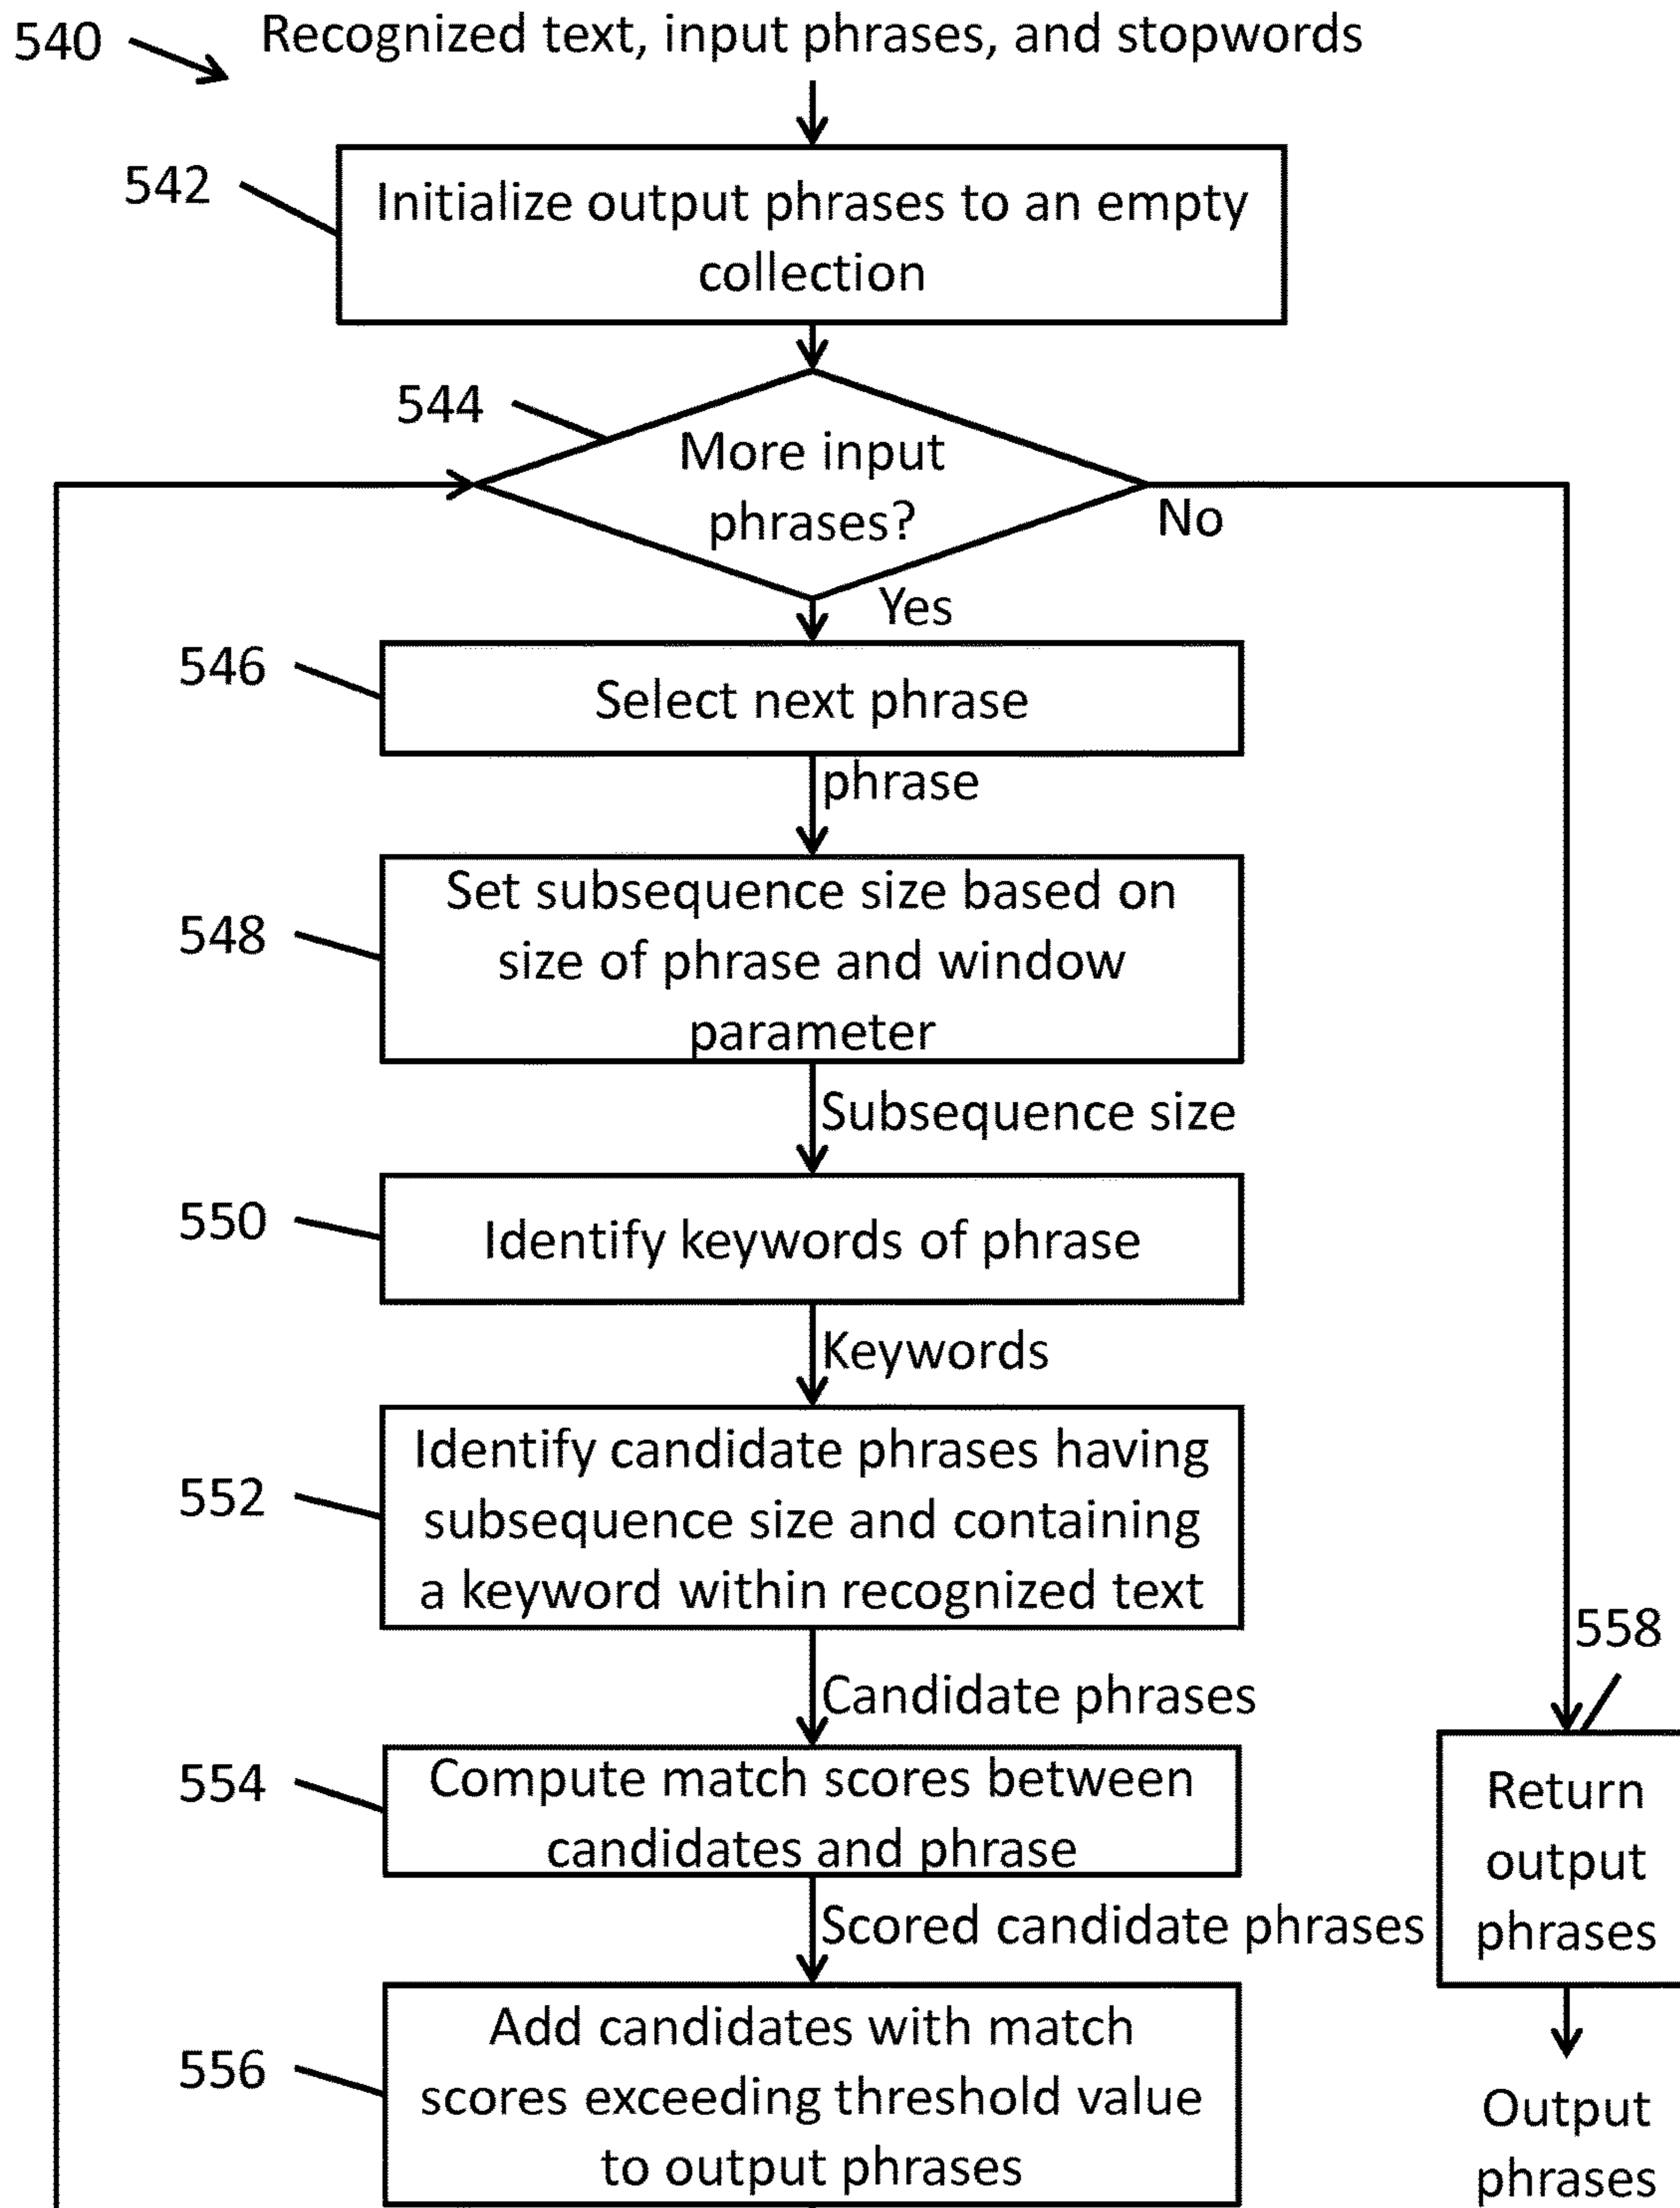 540
Recognized text, input phrases, and stopwords
542
Initialize output phrases to an empty
collection
544
More input
phrases?
No
Yes
546
Select next phrase
phrase
548
Set subsequence size based on
size of phrase and window
parameter
Subsequence size
550
Identify keywords of phrase
Keywords
552
Identify candidate phrases having
subsequence size and containing
a keyword within recognized text
Candidate phrases
554
Compute match scores between
candidates and phrase
Scored candidate phrases
556
Add candidates with match
scores exceeding threshold value
to output phrases
558
Return
output
phrases
Output
phrases